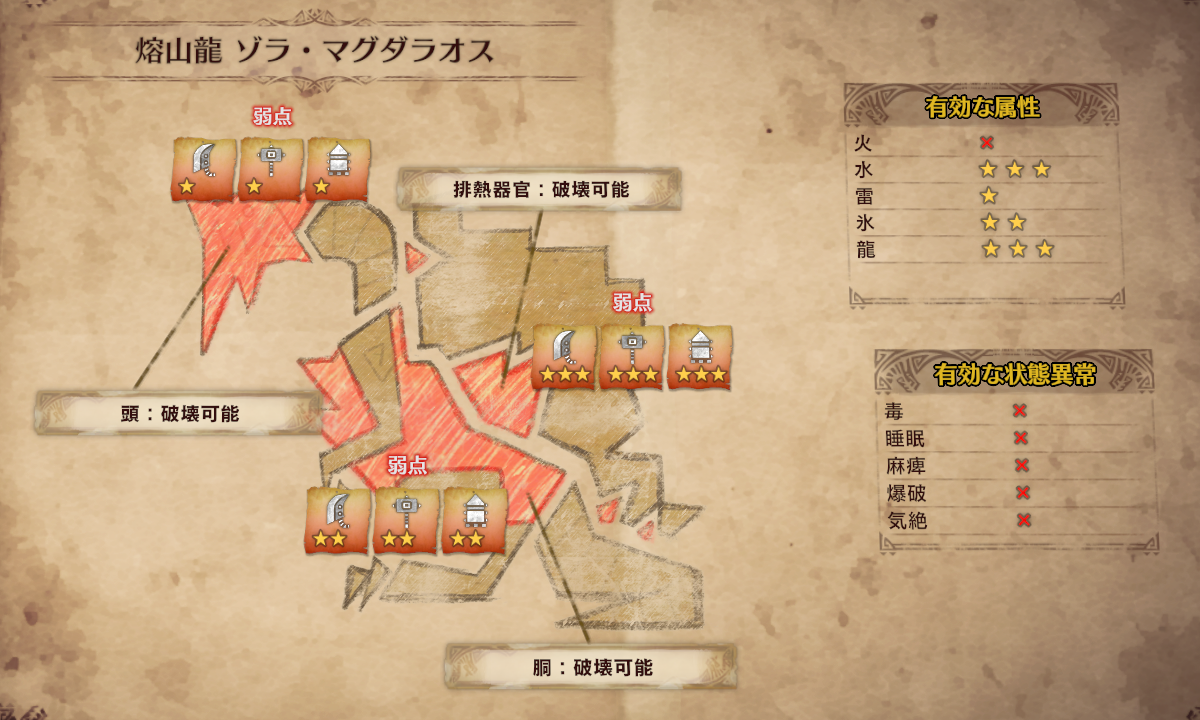 熔山龍 ゾラ・マグダラオス
弱点
★ ★ ★
排熱器官：破壊可能
弱点
★★★ ★★★ ★★★
頭：破壊可能
弱点
★★ ★★ ★★
胴：破壊可能
有効な属性
火 ×
水 ★★★
雷 ★
氷 ★★
龍 ★★★
有効な状態異常
毒 ×
睡眠 ×
麻痺 ×
爆破 ×
気絶 ×